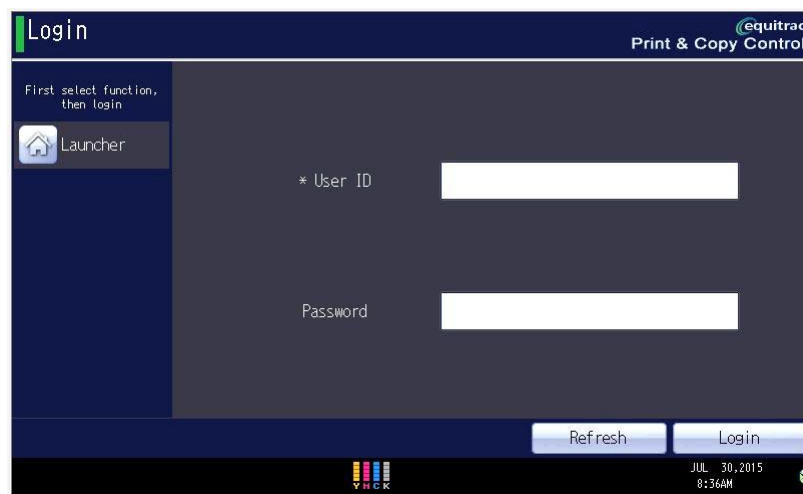 Login
equitrac
Print & Copy Control
First select function,
then login
Launcher
* User ID
Password
Refresh
Login
Y M C K
JUL 30,2015
8:36AM